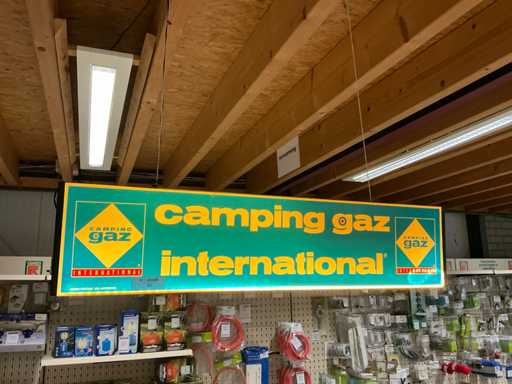 camping gaz
international
CAMPING
gaz
INTERNATIONAL
CAMPING
gaz
INTERNATIONAL